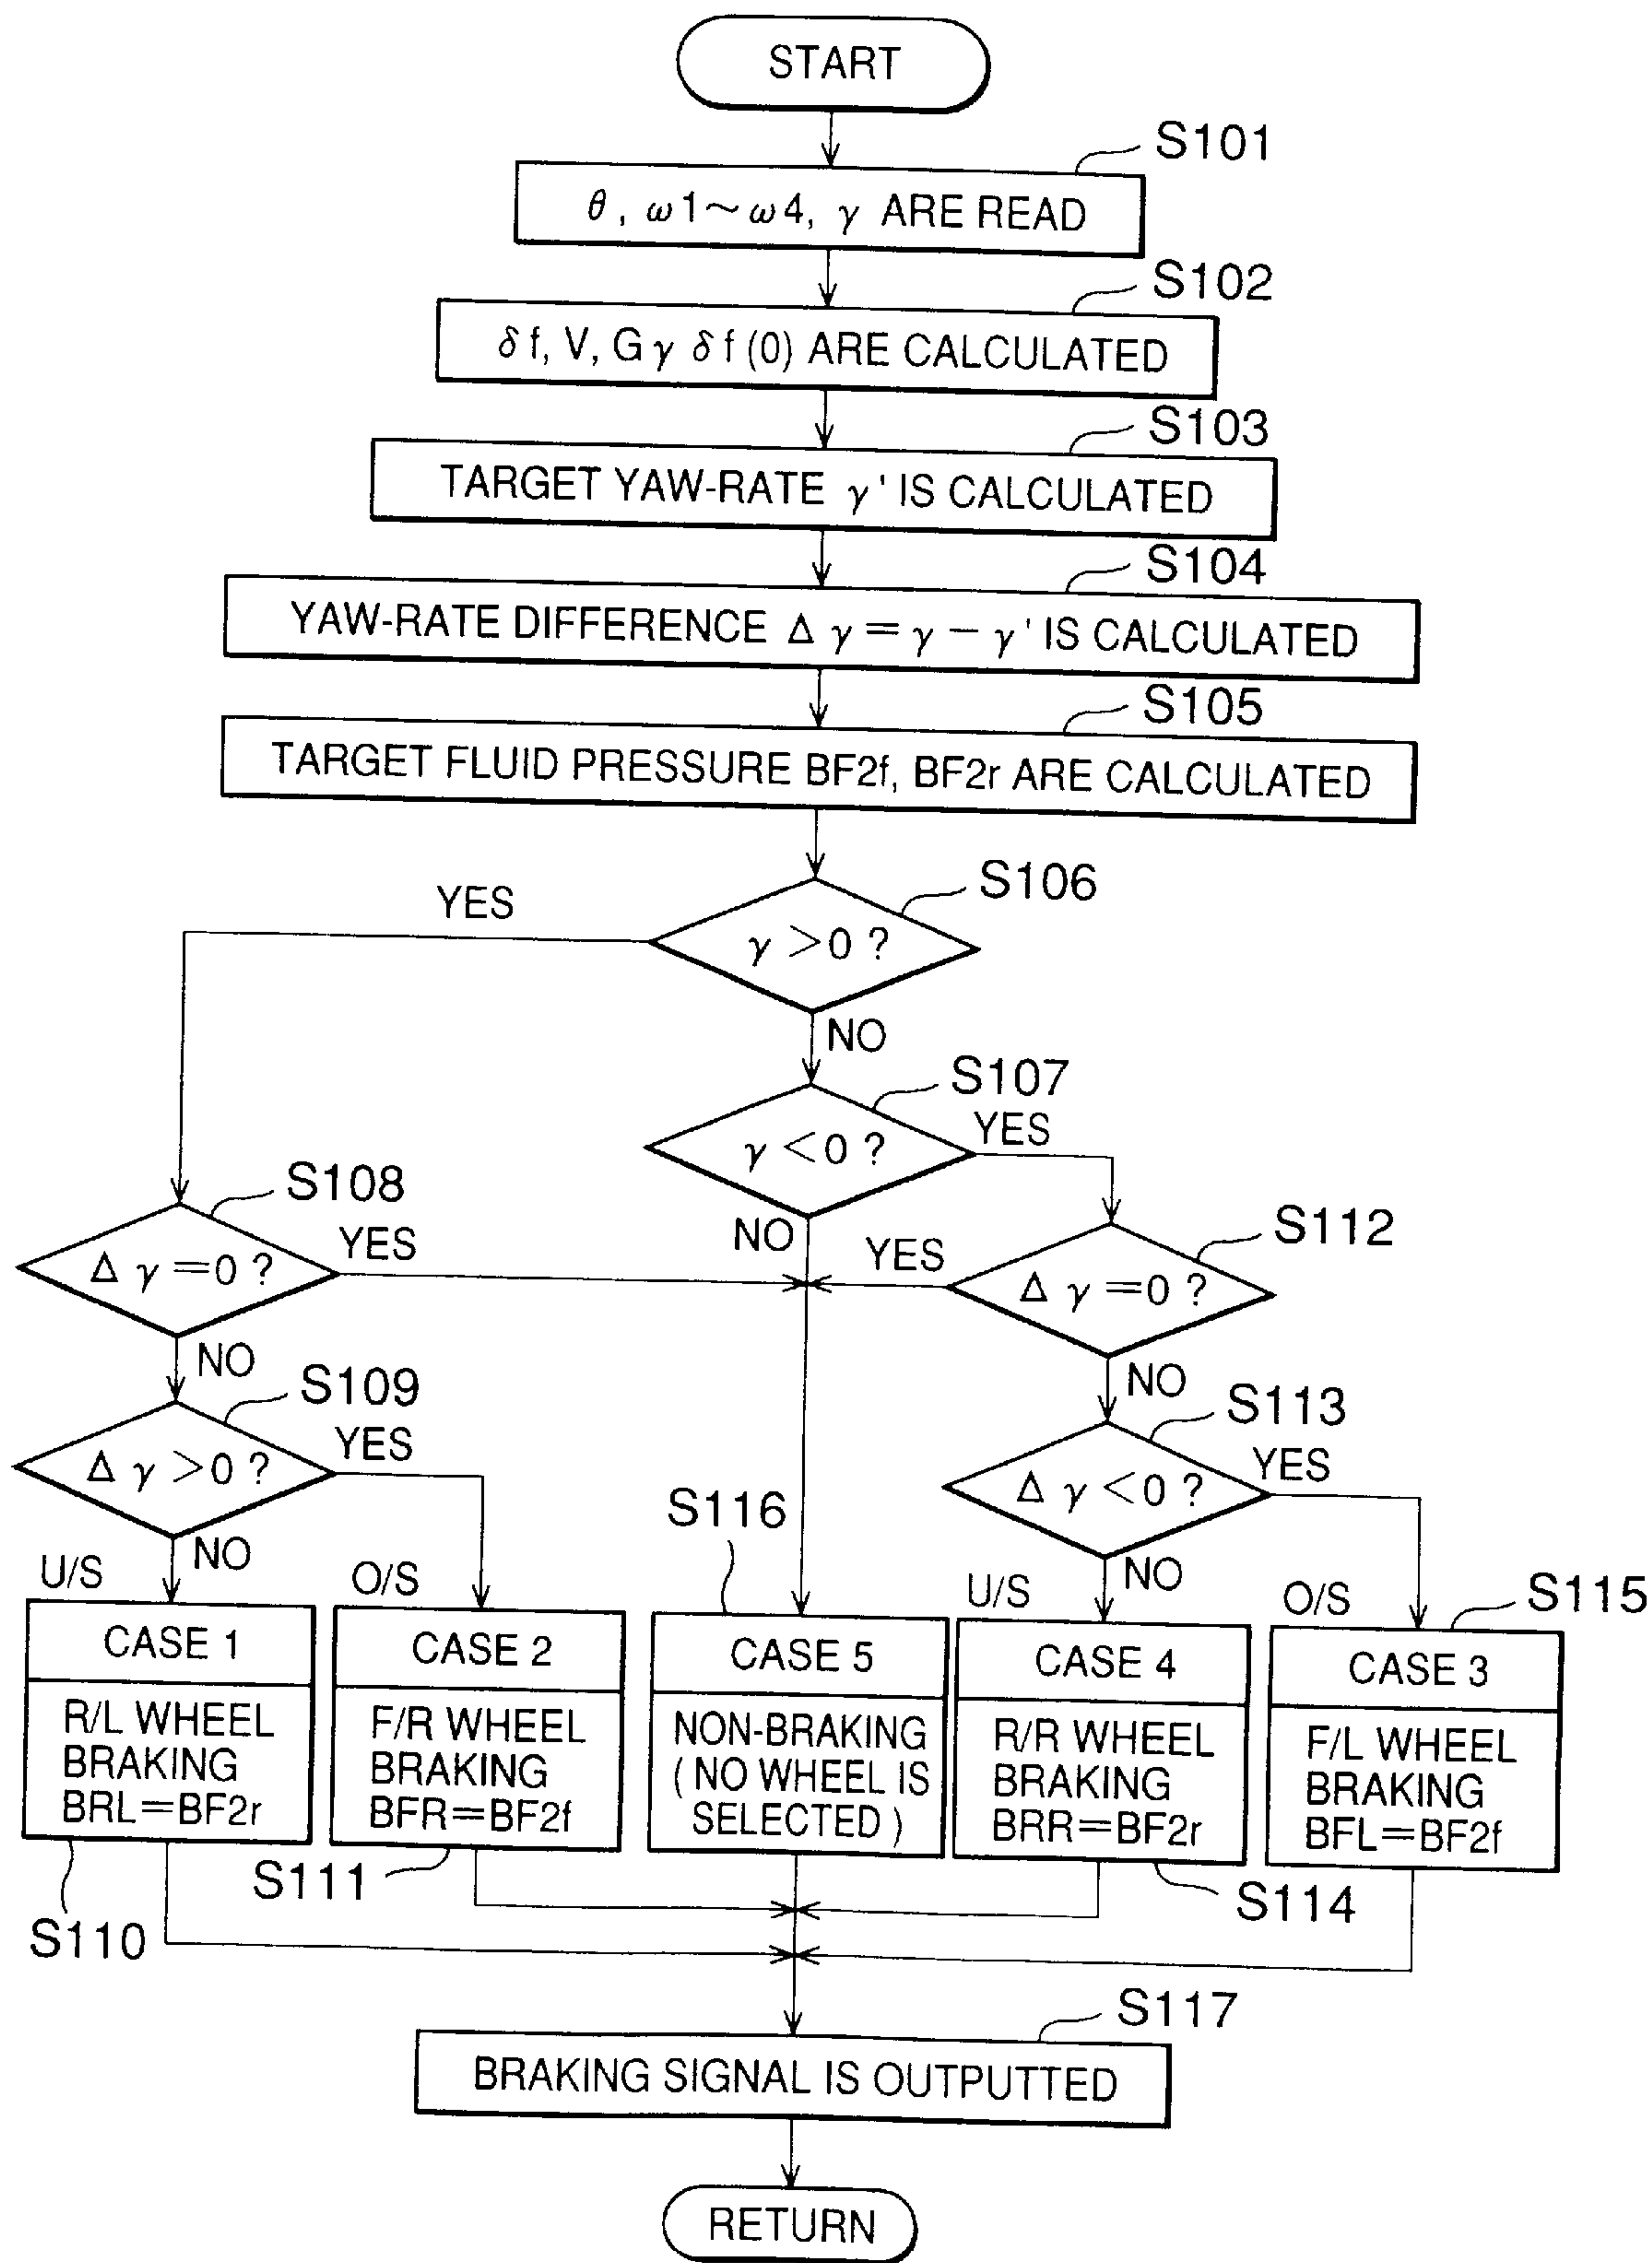 START
S101
θ, ω1～ω4, γ ARE READ
S102
δf, V, Gγδf(0) ARE CALCULATED
S103
TARGET YAW-RATE γ' IS CALCULATED
S104
YAW-RATE DIFFERENCE Δγ=γ-γ' IS CALCULATED
S105
TARGET FLUID PRESSURE BF2f, BF2r ARE CALCULATED
S106
YES
γ>0?
NO
S107
YES
γ<0?
NO
S108
YES
Δγ=0?
NO
S112
YES
Δγ=0?
NO
S109
YES
Δγ>0?
NO
S113
YES
Δγ<0?
NO
S116
U/S
CASE 1
R/L WHEEL
BRAKING
BRL=BF2r
S110
O/S
CASE 2
F/R WHEEL
BRAKING
BFR=BF2f
S111
CASE 5
NON-BRAKING
(NO WHEEL IS
SELECTED)
U/S
CASE 4
R/R WHEEL
BRAKING
BRR=BF2r
S114
O/S
S115
CASE 3
F/L WHEEL
BRAKING
BFL=BF2f
S117
BRAKING SIGNAL IS OUTPUTTED
RETURN